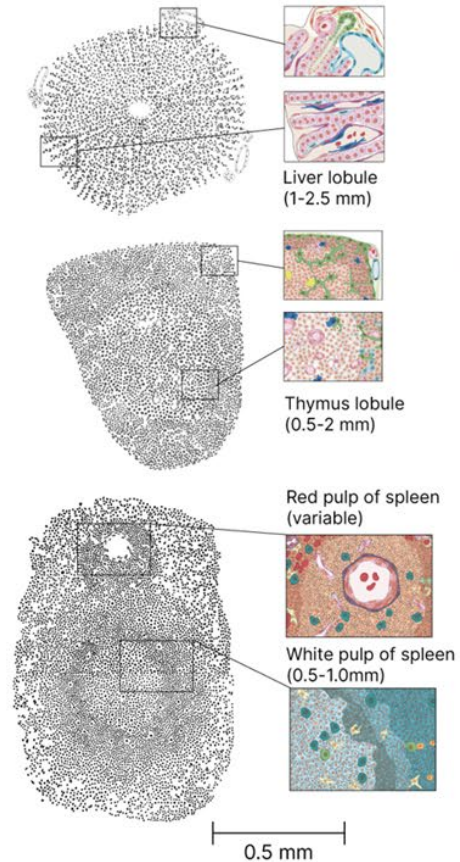 Liver lobule
(1-2.5 mm)
Thymus lobule
(0.5-2 mm)
Red pulp of spleen
(variable)
White pulp of spleen
(0.5-1.0mm)
0.5 mm